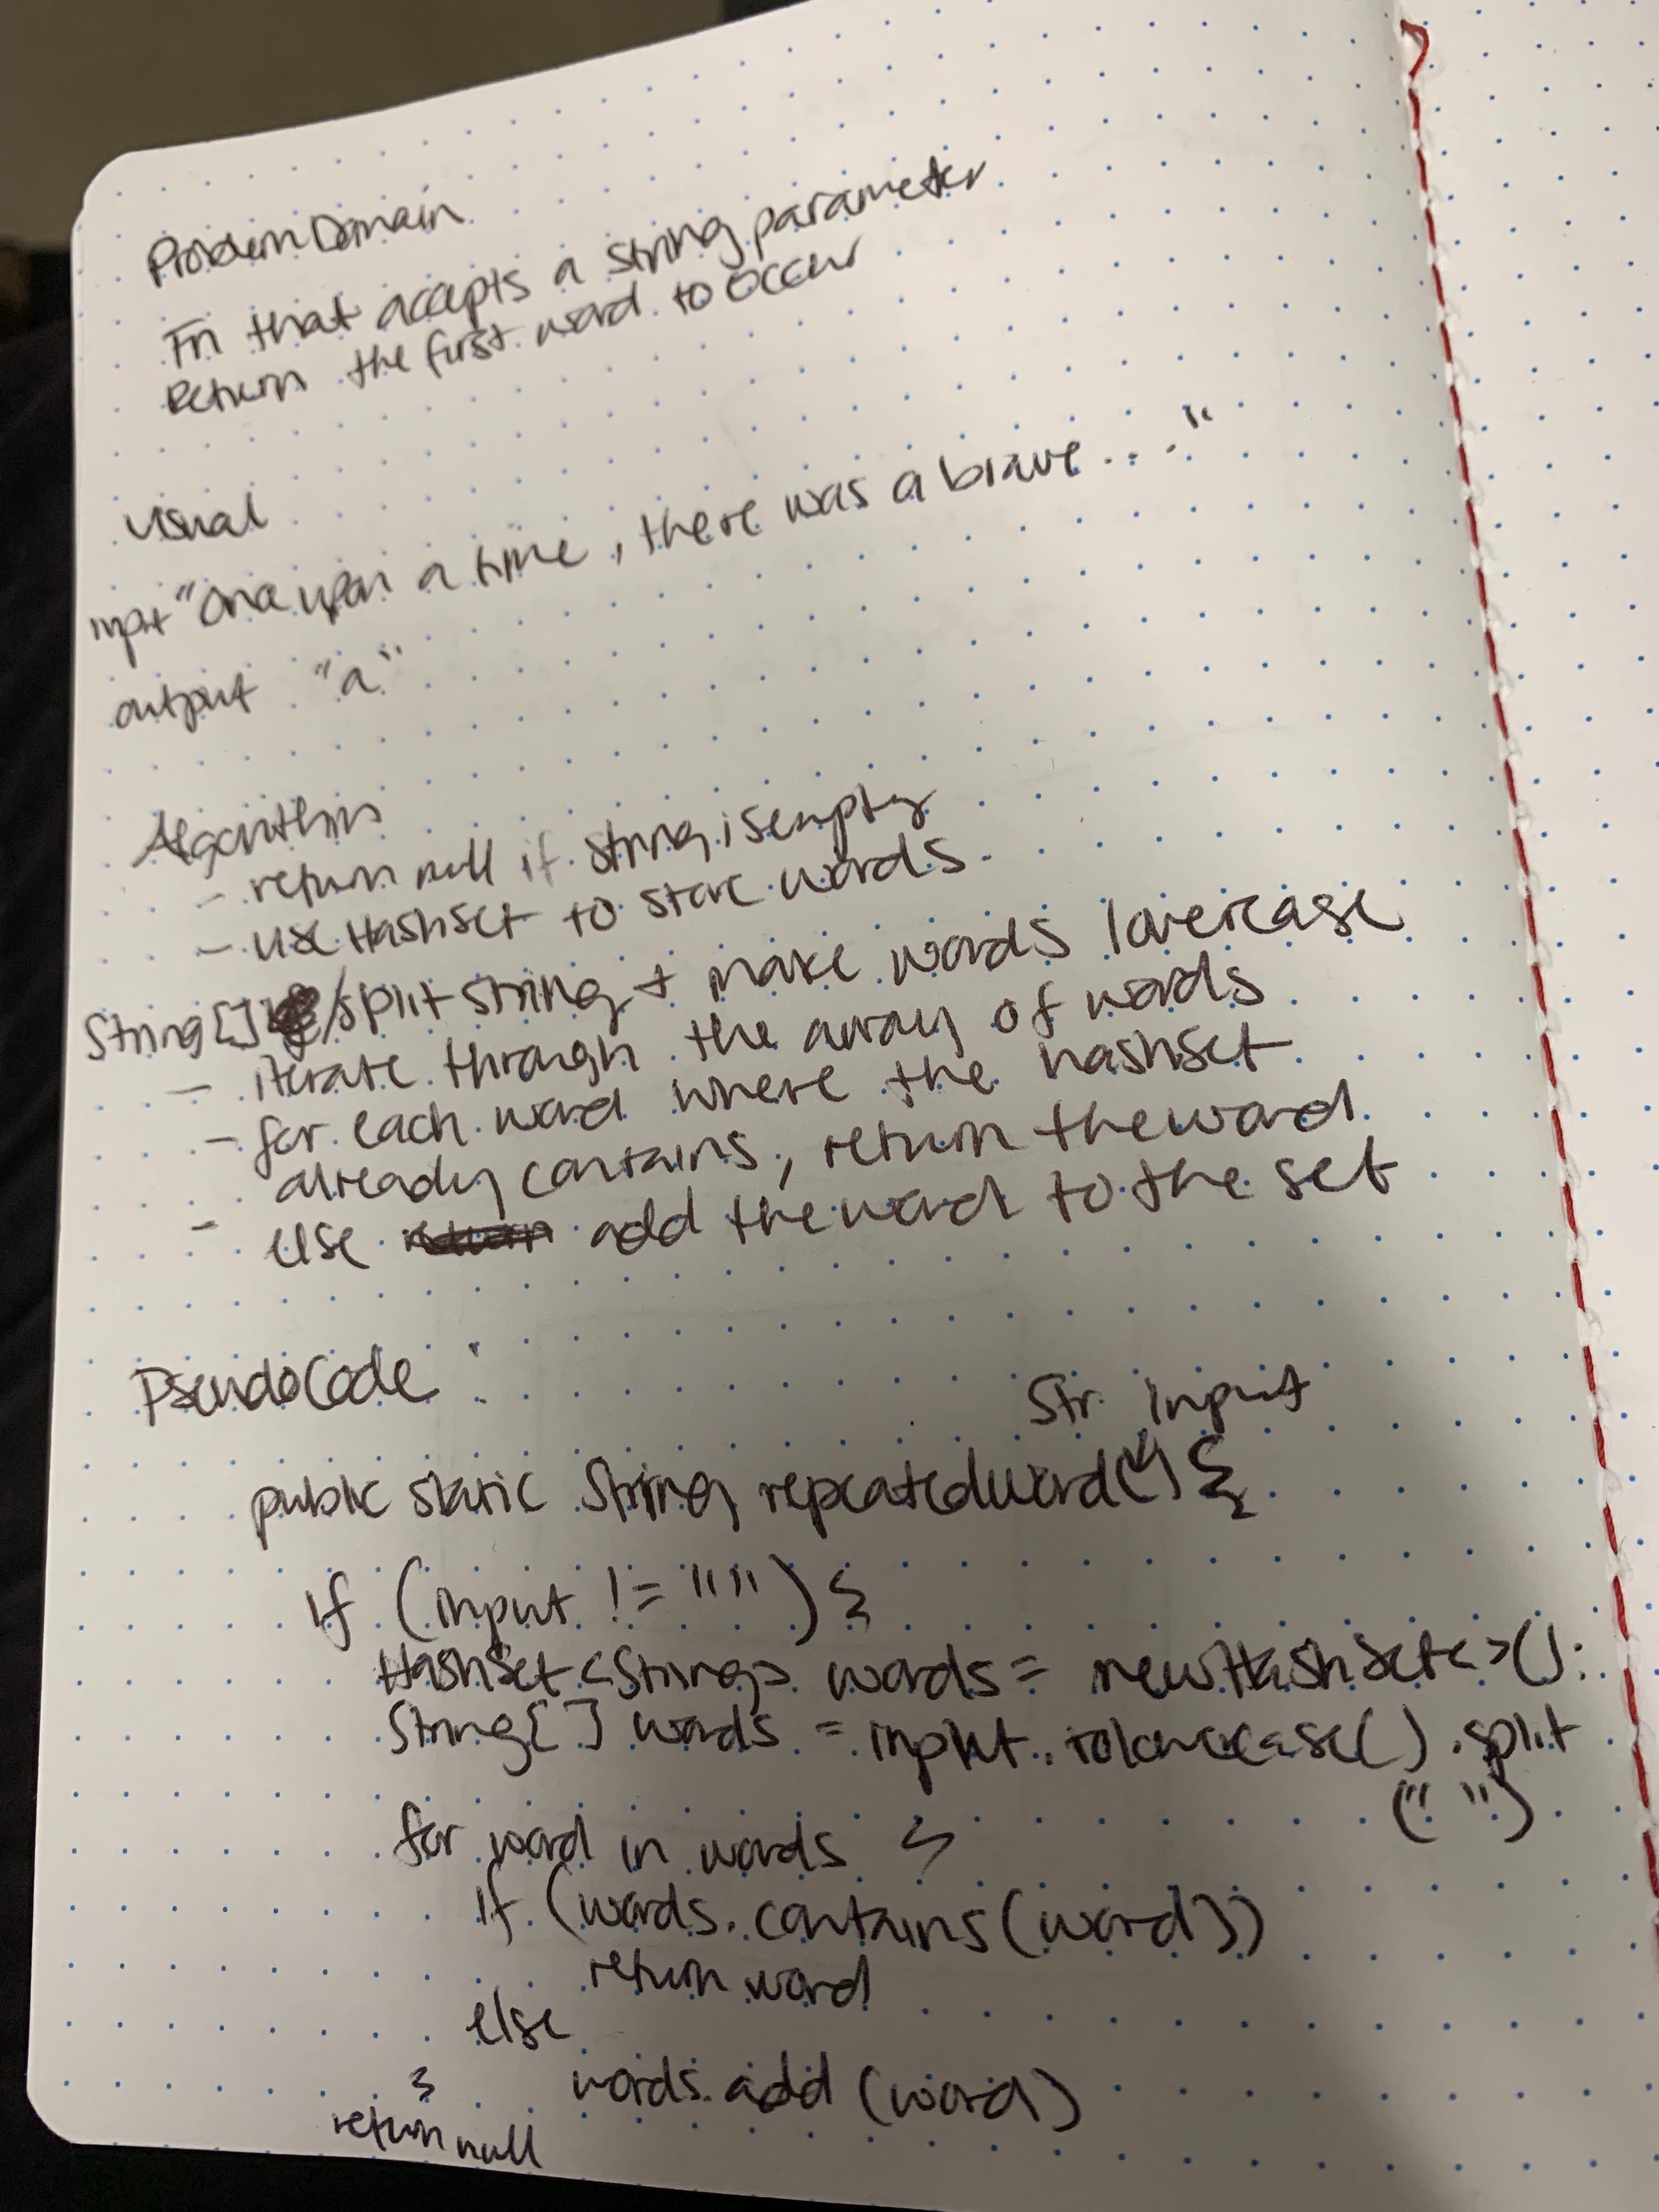 Problem Domain
Fn that accepts a string parameter
Return the first word to occur
Visual
input "Once upon a time, there was a brave..."
output "a"
Algorithm
- return null if string is empty
- use HashSet to store words
String[] / split string + make words lowercase
- iterate through the array of words
- for each word where the hashset
already contains, return the word
- else add the word to the set
PseudoCode
Str. input
public static String repeatedWord() {
if (input != "") {
HashSet<String> words = new HashSet<>();
String[] words = input.toLowercase().split
(" ")
for word in words {
if (words.contains(word))
return word
else
words.add(word)
}
return null